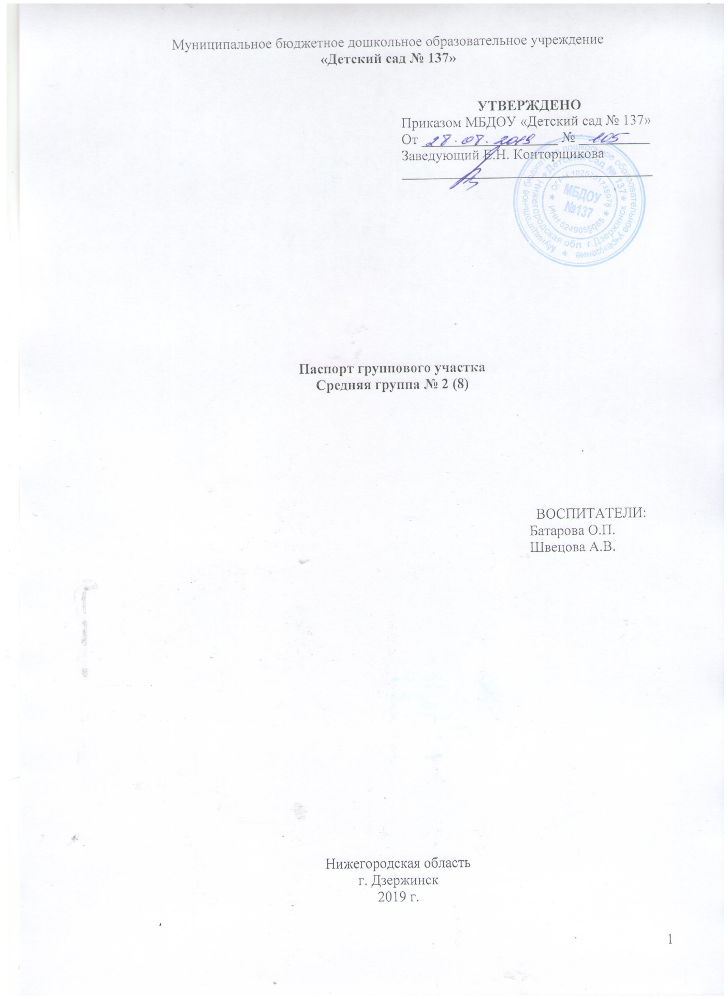 Муниципальное бюджетное дошкольное образовательное учреждение
«Детский сад № 137»
УТВЕРЖДЕНО
Приказом МБДОУ «Детский сад № 137»
От 28.08.2019 № 105
Заведующий Е.Н. Конторщикова
Муниципальное бюджетное дошкольное образовательное учреждение *
«Детский сад № 137 * Нижегородская обл г.Дзержинск
* ОГРН 1025201748978 * ИНН 5249055085
МБДОУ
№137
Паспорт группового участка
Средняя группа № 2 (8)
ВОСПИТАТЕЛИ:
Батарова О.П.
Швецова А.В.
Нижегородская область
г. Дзержинск
2019 г.
1